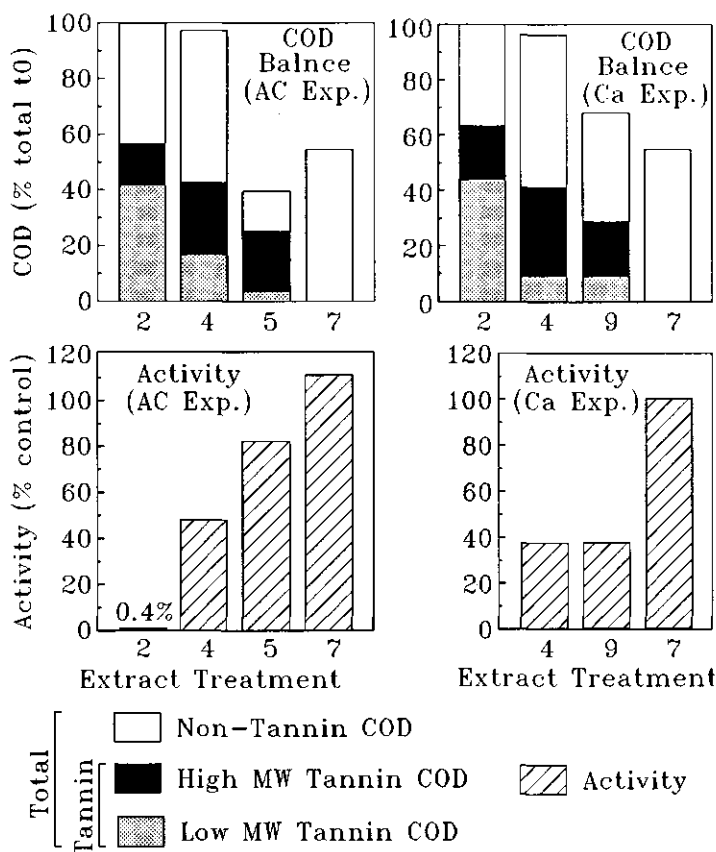 COD (% total t0)
100
80
60
40
20
0
COD
Balnce
(AC Exp.)
2 4 5 7
100
80
60
40
20
0
COD
Balnce
(Ca Exp.)
2 4 9 7
Activity (% control)
120
100
80
60
40
20
0
Activity
(AC Exp.)
0.4%
2 4 5 7
Extract Treatment
120
100
80
60
40
20
0
Activity
(Ca Exp.)
4 9 7
Extract Treatment
Total
Tannin
Non-Tannin COD
High MW Tannin COD
Low MW Tannin COD
Activity